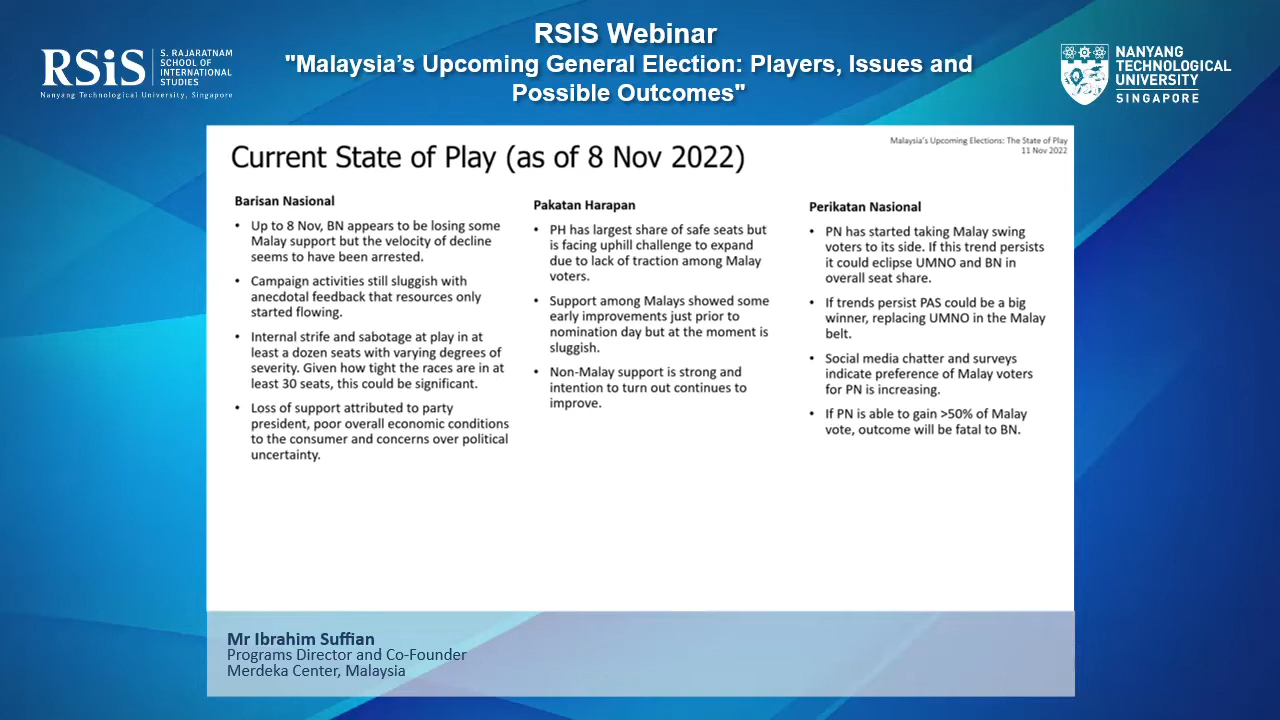 RSIS Webinar
"Malaysia’s Upcoming General Election: Players, Issues and
Possible Outcomes"
RSiS
S. RAJARATNAM
SCHOOL OF
INTERNATIONAL
STUDIES
Nanyang Technological University, Singapore
NANYANG
TECHNOLOGICAL
UNIVERSITY
SINGAPORE
Malaysia’s Upcoming Elections: The State of Play
11 Nov 2022
Current State of Play (as of 8 Nov 2022)
Barisan Nasional
• Up to 8 Nov, BN appears to be losing some
Malay support but the velocity of decline
seems to have been arrested.
• Campaign activities still sluggish with
anecdotal feedback that resources only
started flowing.
• Internal strife and sabotage at play in at
least a dozen seats with varying degrees of
severity. Given how tight the races are in at
least 30 seats, this could be significant.
• Loss of support attributed to party
president, poor overall economic conditions
to the consumer and concerns over political
uncertainty.
Pakatan Harapan
• PH has largest share of safe seats but
is facing uphill challenge to expand
due to lack of traction among Malay
voters.
• Support among Malays showed some
early improvements just prior to
nomination day but at the moment is
sluggish.
• Non-Malay support is strong and
intention to turn out continues to
improve.
Perikatan Nasional
• PN has started taking Malay swing
voters to its side. If this trend persists
it could eclipse UMNO and BN in
overall seat share.
• If trends persist PAS could be a big
winner, replacing UMNO in the Malay
belt.
• Social media chatter and surveys
indicate preference of Malay voters
for PN is increasing.
• If PN is able to gain >50% of Malay
vote, outcome will be fatal to BN.
Mr Ibrahim Suffian
Programs Director and Co-Founder
Merdeka Center, Malaysia